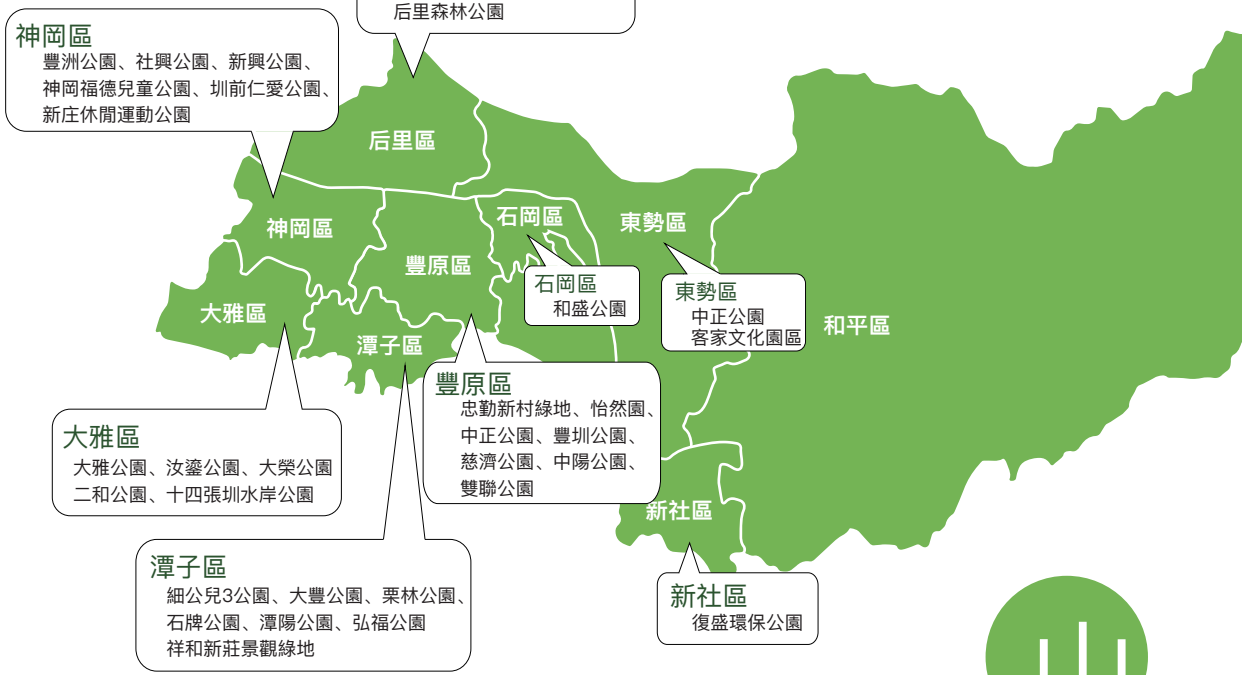 后里森林公園
神岡區
豐洲公園、社興公園、新興公園、
神岡福德兒童公園、圳前仁愛公園、
新庄休閒運動公園
后里區
神岡區
石岡區
東勢區
豐原區
大雅區
潭子區
和平區
新社區
石岡區
和盛公園
東勢區
中正公園
客家文化園區
豐原區
忠勤新村綠地、怡然園、
中正公園、豐圳公園、
慈濟公園、中陽公園、
雙聯公園
大雅區
大雅公園、汝鎏公園、大榮公園
二和公園、十四張圳水岸公園
潭子區
細公兒3公園、大豐公園、栗林公園、
石牌公園、潭陽公園、弘福公園
祥和新莊景觀綠地
新社區
復盛環保公園